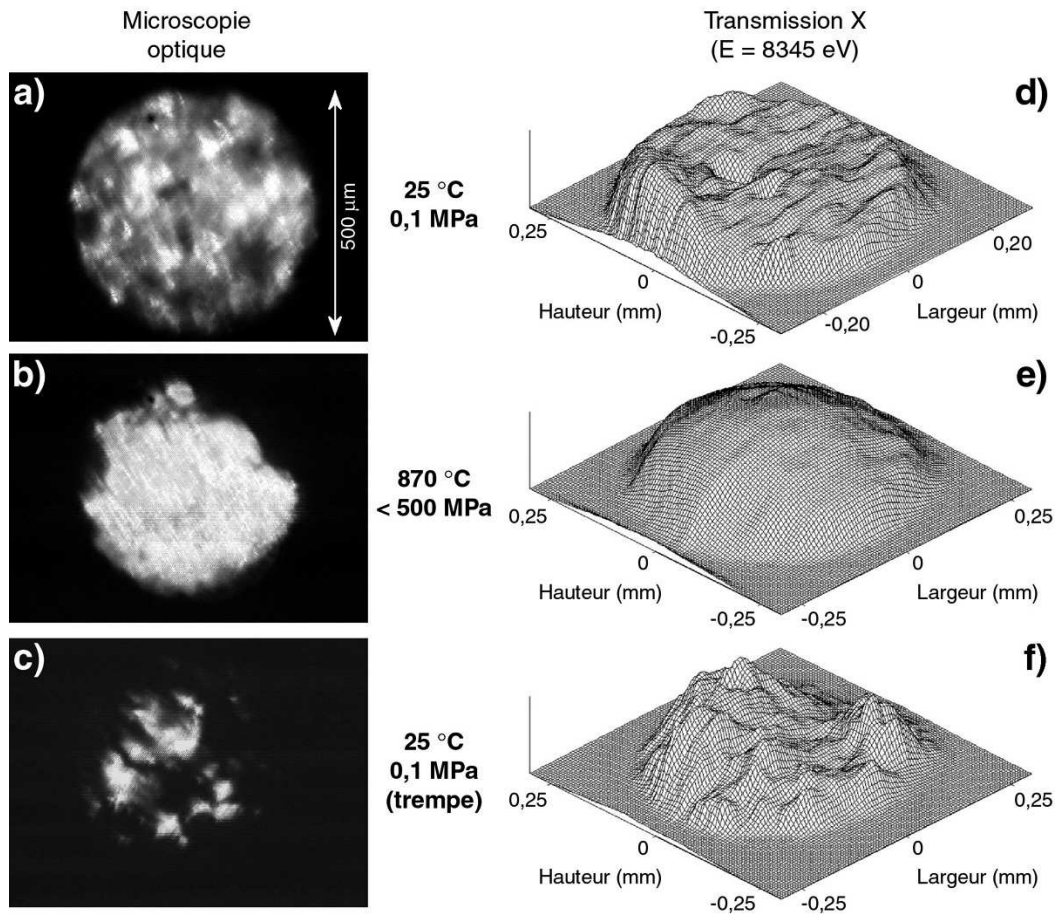 Microscopie
optique
Transmission X
(E = 8345 eV)
a)
500 µm
25 °C
0,1 MPa
d)
0,25
0
-0,25
Hauteur (mm)
-0,20
0
0,20
Largeur (mm)
b)
870 °C
< 500 MPa
e)
0,25
0
-0,25
Hauteur (mm)
-0,25
0
0,25
Largeur (mm)
c)
25 °C
0,1 MPa
(trempe)
f)
0,25
0
-0,25
Hauteur (mm)
-0,25
0
0,25
Largeur (mm)